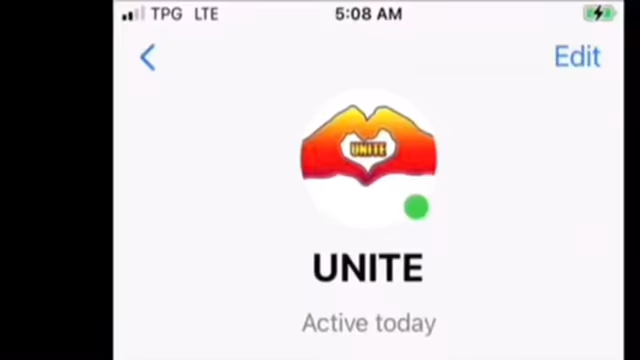 TPG LTE 5:08 AM
Edit
UNITE
UNITE
Active today